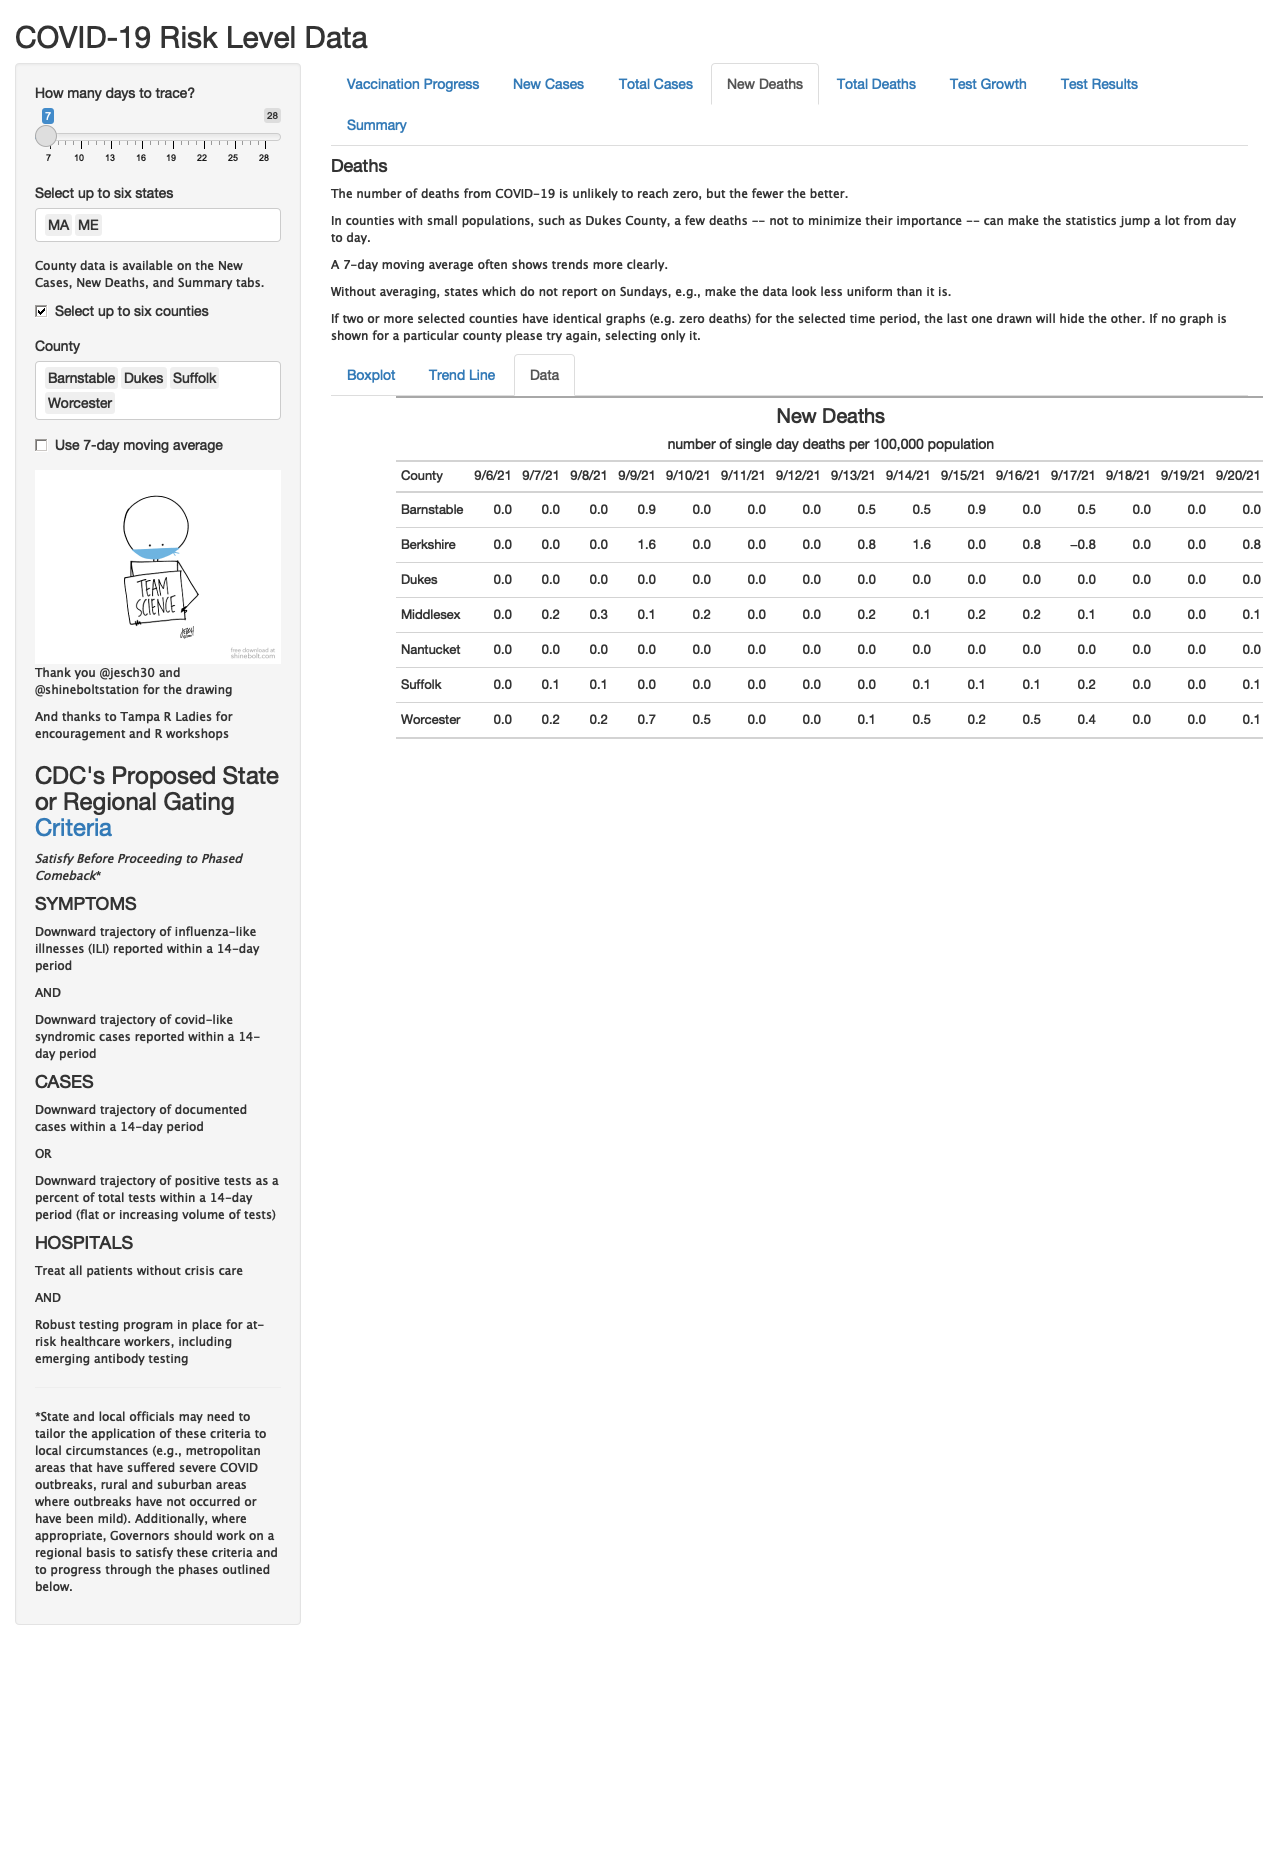 COVID-19 Risk Level Data
How many days to trace?
7 28
7 10 13 16 19 22 25 28
Select up to six states
MA ME
County data is available on the New
Cases, New Deaths, and Summary tabs.
Select up to six counties
County
Barnstable Dukes Suffolk
Worcester
Use 7-day moving average
TEAM
SCIENCE
free download at
shinebolt.com
Thank you @jesch30 and
@shineboltstation for the drawing
And thanks to Tampa R Ladies for
encouragement and R workshops
CDC's Proposed State
or Regional Gating
Criteria
Satisfy Before Proceeding to Phased
Comeback*
SYMPTOMS
Downward trajectory of influenza-like
illnesses (ILI) reported within a 14-day
period
AND
Downward trajectory of covid-like
syndromic cases reported within a 14-
day period
CASES
Downward trajectory of documented
cases within a 14-day period
OR
Downward trajectory of positive tests as a
percent of total tests within a 14-day
period (flat or increasing volume of tests)
HOSPITALS
Treat all patients without crisis care
AND
Robust testing program in place for at-
risk healthcare workers, including
emerging antibody testing
*State and local officials may need to
tailor the application of these criteria to
local circumstances (e.g., metropolitan
areas that have suffered severe COVID
outbreaks, rural and suburban areas
where outbreaks have not occurred or
have been mild). Additionally, where
appropriate, Governors should work on a
regional basis to satisfy these criteria and
to progress through the phases outlined
below.
Vaccination Progress New Cases Total Cases New Deaths Total Deaths Test Growth Test Results
Summary
Deaths
The number of deaths from COVID-19 is unlikely to reach zero, but the fewer the better.
In counties with small populations, such as Dukes County, a few deaths -- not to minimize their importance -- can make the statistics jump a lot from day
to day.
A 7-day moving average often shows trends more clearly.
Without averaging, states which do not report on Sundays, e.g., make the data look less uniform than it is.
If two or more selected counties have identical graphs (e.g. zero deaths) for the selected time period, the last one drawn will hide the other. If no graph is
shown for a particular county please try again, selecting only it.
Boxplot Trend Line Data
New Deaths
number of single day deaths per 100,000 population
County 9/6/21 9/7/21 9/8/21 9/9/21 9/10/21 9/11/21 9/12/21 9/13/21 9/14/21 9/15/21 9/16/21 9/17/21 9/18/21 9/19/21 9/20/21
Barnstable 0.0 0.0 0.0 0.9 0.0 0.0 0.0 0.5 0.5 0.9 0.0 0.5 0.0 0.0 0.0
Berkshire 0.0 0.0 0.0 1.6 0.0 0.0 0.0 0.8 1.6 0.0 0.8 −0.8 0.0 0.0 0.8
Dukes 0.0 0.0 0.0 0.0 0.0 0.0 0.0 0.0 0.0 0.0 0.0 0.0 0.0 0.0 0.0
Middlesex 0.0 0.2 0.3 0.1 0.2 0.0 0.0 0.2 0.1 0.2 0.2 0.1 0.0 0.0 0.1
Nantucket 0.0 0.0 0.0 0.0 0.0 0.0 0.0 0.0 0.0 0.0 0.0 0.0 0.0 0.0 0.0
Suffolk 0.0 0.1 0.1 0.0 0.0 0.0 0.0 0.0 0.1 0.1 0.1 0.2 0.0 0.0 0.1
Worcester 0.0 0.2 0.2 0.7 0.5 0.0 0.0 0.1 0.5 0.2 0.5 0.4 0.0 0.0 0.1